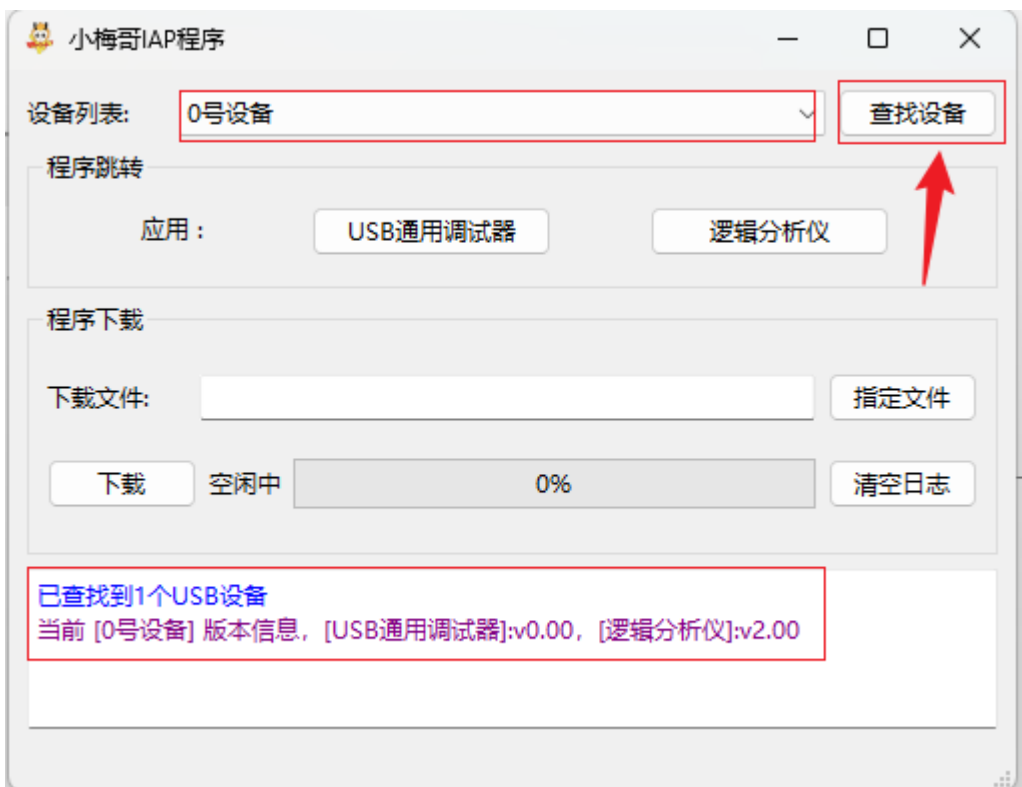 小梅哥IAP程序
设备列表: 0号设备 查找设备
程序跳转
应用： USB通用调试器 逻辑分析仪
程序下载
下载文件: 指定文件
下载 空闲中 0% 清空日志
已查找到1个USB设备
当前 [0号设备] 版本信息，[USB通用调试器]:v0.00，[逻辑分析仪]:v2.00